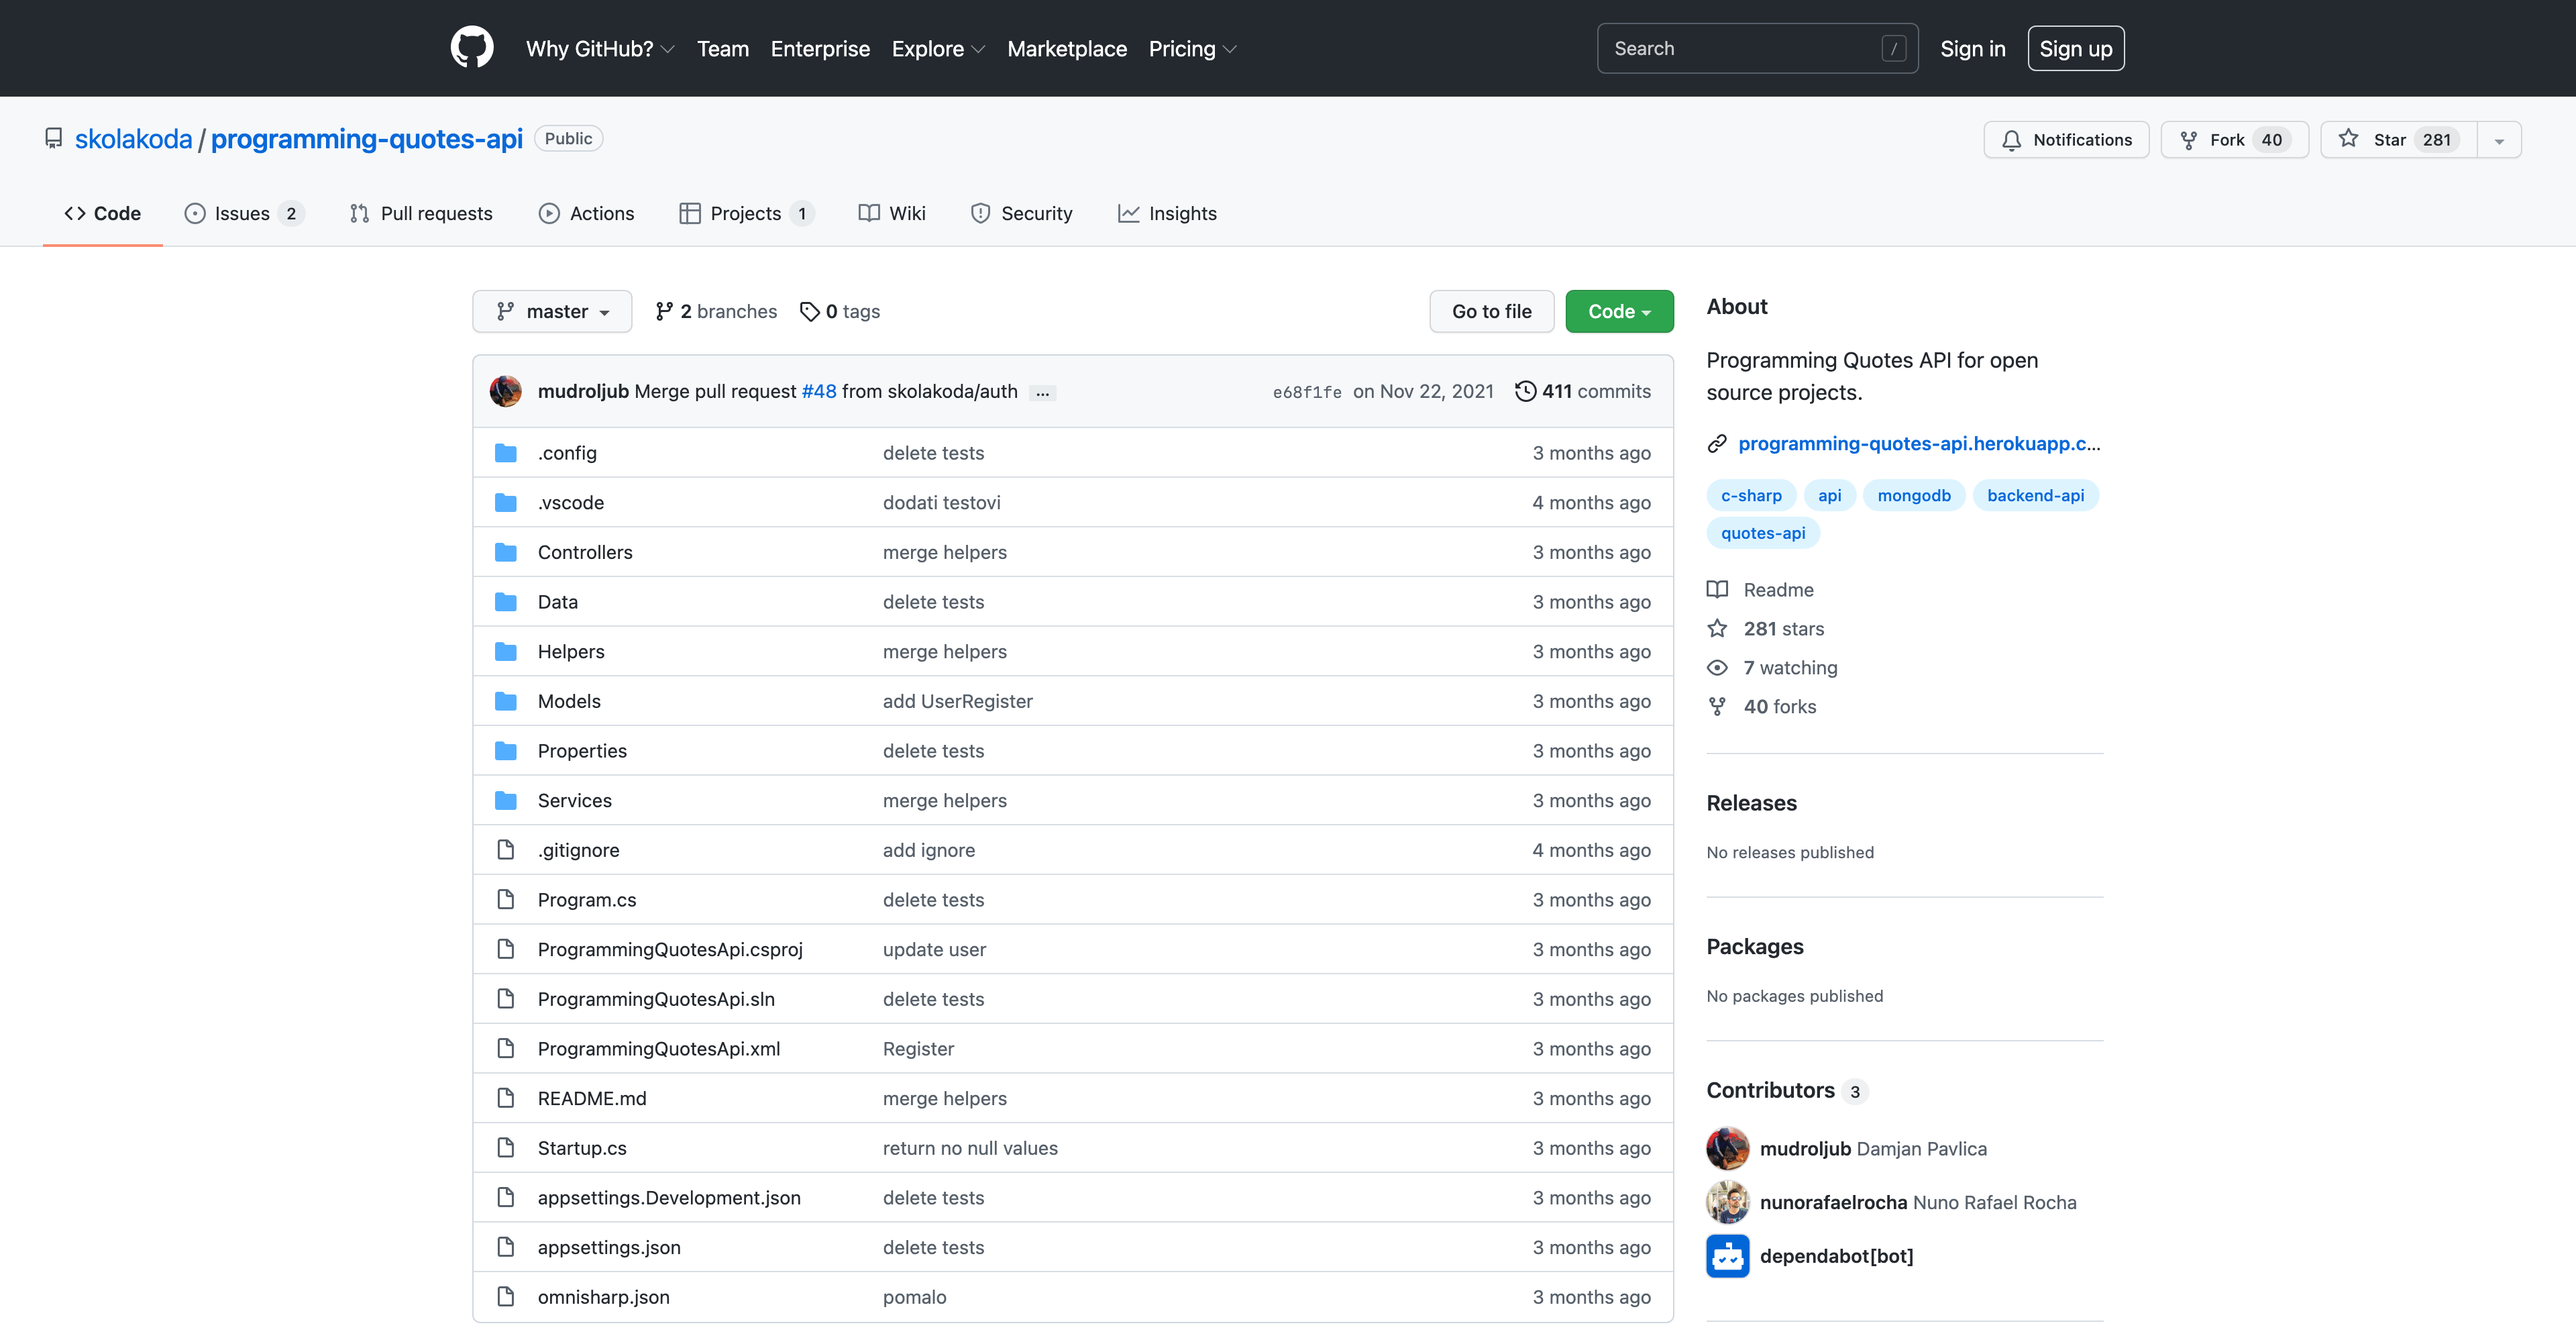 Why GitHub? Team Enterprise Explore Marketplace Pricing Search / Sign in Sign up
skolakoda / programming-quotes-api Public Notifications Fork 40 Star 281
Code Issues 2 Pull requests Actions Projects 1 Wiki Security Insights
master 2 branches 0 tags Go to file Code
mudroljub Merge pull request #48 from skolakoda/auth ... e68f1fe on Nov 22, 2021 411 commits
.config delete tests 3 months ago
.vscode dodati testovi 4 months ago
Controllers merge helpers 3 months ago
Data delete tests 3 months ago
Helpers merge helpers 3 months ago
Models add UserRegister 3 months ago
Properties delete tests 3 months ago
Services merge helpers 3 months ago
.gitignore add ignore 4 months ago
Program.cs delete tests 3 months ago
ProgrammingQuotesApi.csproj update user 3 months ago
ProgrammingQuotesApi.sln delete tests 3 months ago
ProgrammingQuotesApi.xml Register 3 months ago
README.md merge helpers 3 months ago
Startup.cs return no null values 3 months ago
appsettings.Development.json delete tests 3 months ago
appsettings.json delete tests 3 months ago
omnisharp.json pomalo 3 months ago
About
Programming Quotes API for open
source projects.
programming-quotes-api.herokuapp.c...
c-sharp api mongodb backend-api
quotes-api
Readme
281 stars
7 watching
40 forks
Releases
No releases published
Packages
No packages published
Contributors 3
mudroljub Damjan Pavlica
nunorafaelrocha Nuno Rafael Rocha
dependabot[bot]